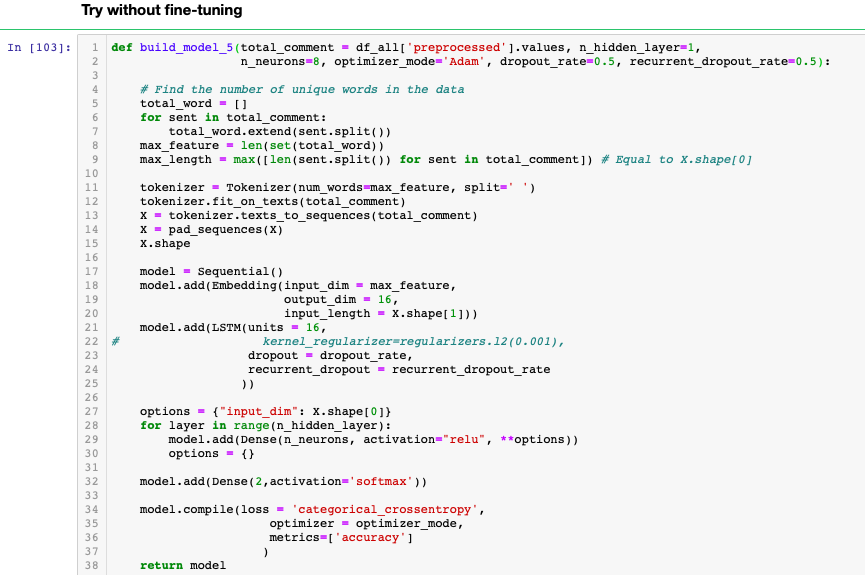 Try without fine-tuning
In [103]:
1 def build_model_5(total_comment = df_all['preprocessed'].values, n_hidden_layer=1,
2                   n_neurons=8, optimizer_mode='Adam', dropout_rate=0.5, recurrent_dropout_rate=0.5):
3
4     # Find the number of unique words in the data
5     total_word = []
6     for sent in total_comment:
7         total_word.extend(sent.split())
8     max_feature = len(set(total_word))
9     max_length = max([len(sent.split()) for sent in total_comment]) # Equal to X.shape[0]
10
11     tokenizer = Tokenizer(num_words=max_feature, split=' ')
12     tokenizer.fit_on_texts(total_comment)
13     X = tokenizer.texts_to_sequences(total_comment)
14     X = pad_sequences(X)
15     X.shape
16
17     model = Sequential()
18     model.add(Embedding(input_dim = max_feature,
19                         output_dim = 16,
20                         input_length = X.shape[1]))
21     model.add(LSTM(units = 16,
22 #                    kernel_regularizer=regularizers.l2(0.001),
23                    dropout = dropout_rate,
24                    recurrent_dropout = recurrent_dropout_rate
25                   ))
26
27     options = {"input_dim": X.shape[0]}
28     for layer in range(n_hidden_layer):
29         model.add(Dense(n_neurons, activation="relu", **options))
30         options = {}
31
32     model.add(Dense(2,activation='softmax'))
33
34     model.compile(loss = 'categorical_crossentropy',
35                       optimizer = optimizer_mode,
36                       metrics=['accuracy']
37                      )
38     return model